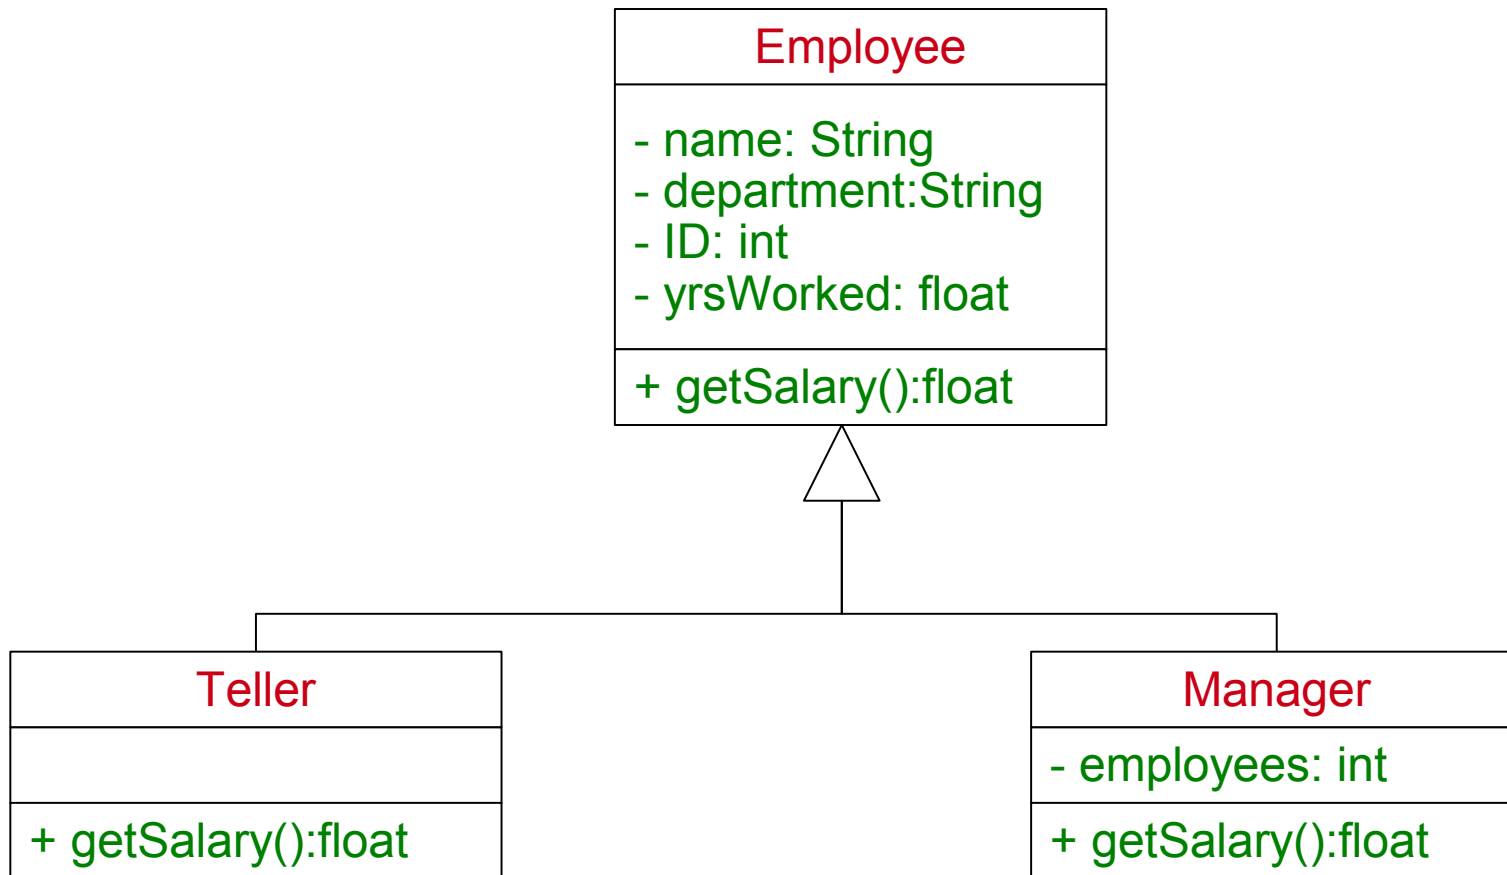 Employee
- name: String
- department:String
- ID: int
- yrsWorked: float
+ getSalary():float
Teller
+ getSalary():float
Manager
- employees: int
+ getSalary():float